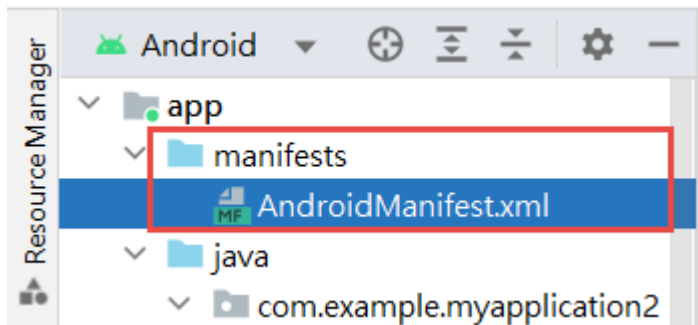 Resource Manager
Android
app
manifests
MF AndroidManifest.xml
java
com.example.myapplication2